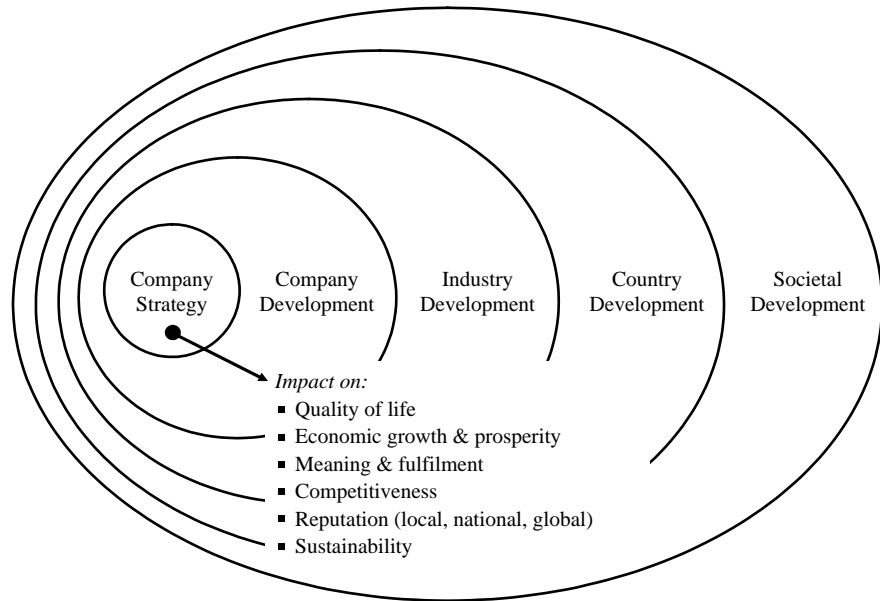 Company
Strategy
Company
Development
Industry
Development
Country
Development
Societal
Development
Impact on:
▪ Quality of life
▪ Economic growth & prosperity
▪ Meaning & fulfilment
▪ Competitiveness
▪ Reputation (local, national, global)
▪ Sustainability